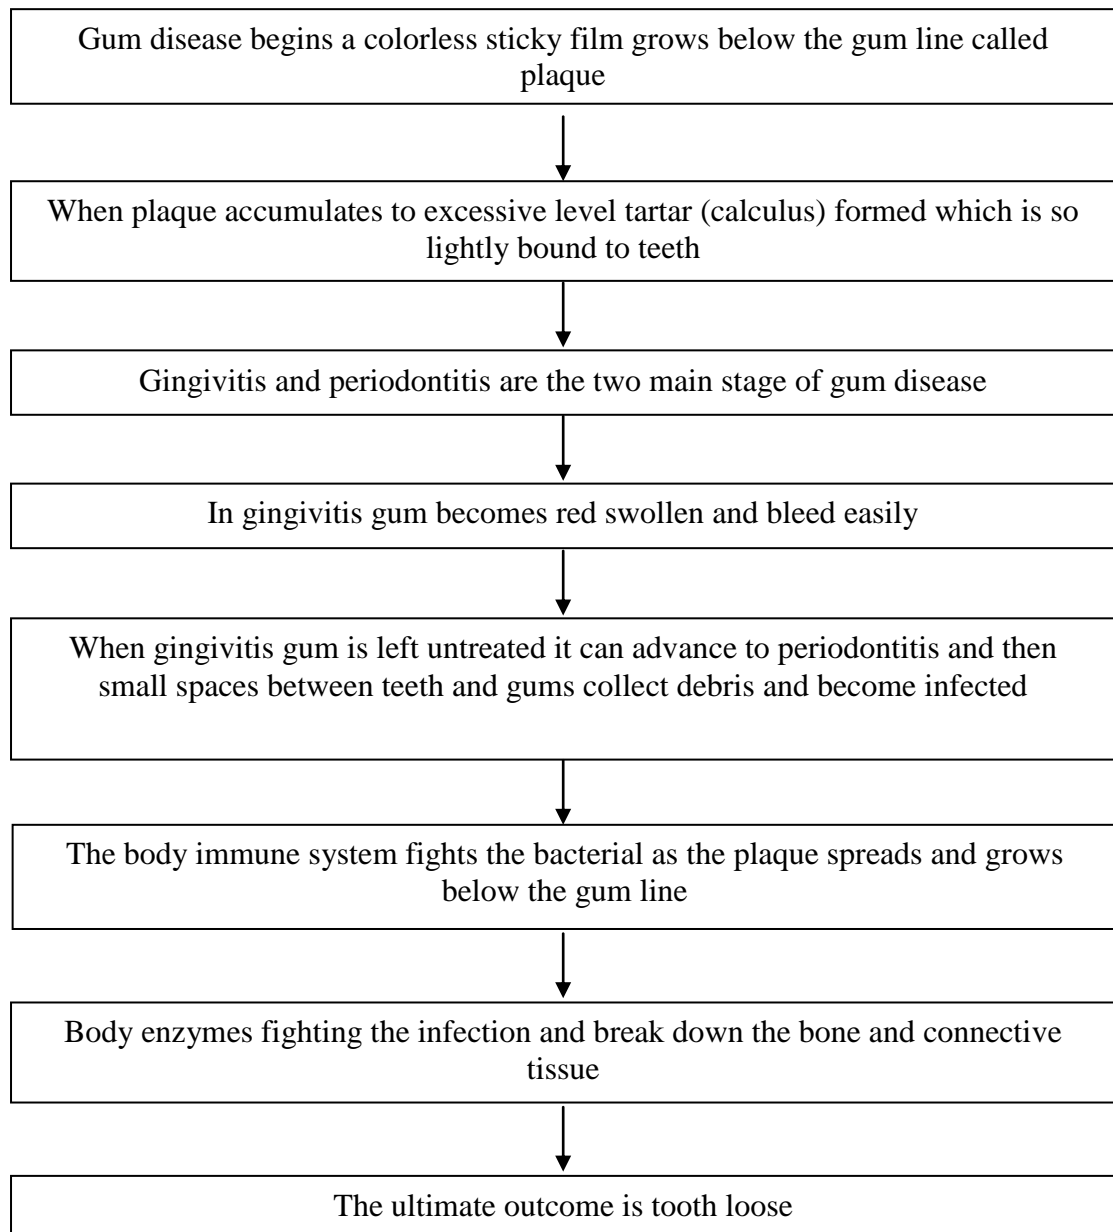 Gum disease begins a colorless sticky film grows below the gum line called
plaque
When plaque accumulates to excessive level tartar (calculus) formed which is so
lightly bound to teeth
Gingivitis and periodontitis are the two main stage of gum disease
In gingivitis gum becomes red swollen and bleed easily
When gingivitis gum is left untreated it can advance to periodontitis and then
small spaces between teeth and gums collect debris and become infected
The body immune system fights the bacterial as the plaque spreads and grows
below the gum line
Body enzymes fighting the infection and break down the bone and connective
tissue
The ultimate outcome is tooth loose